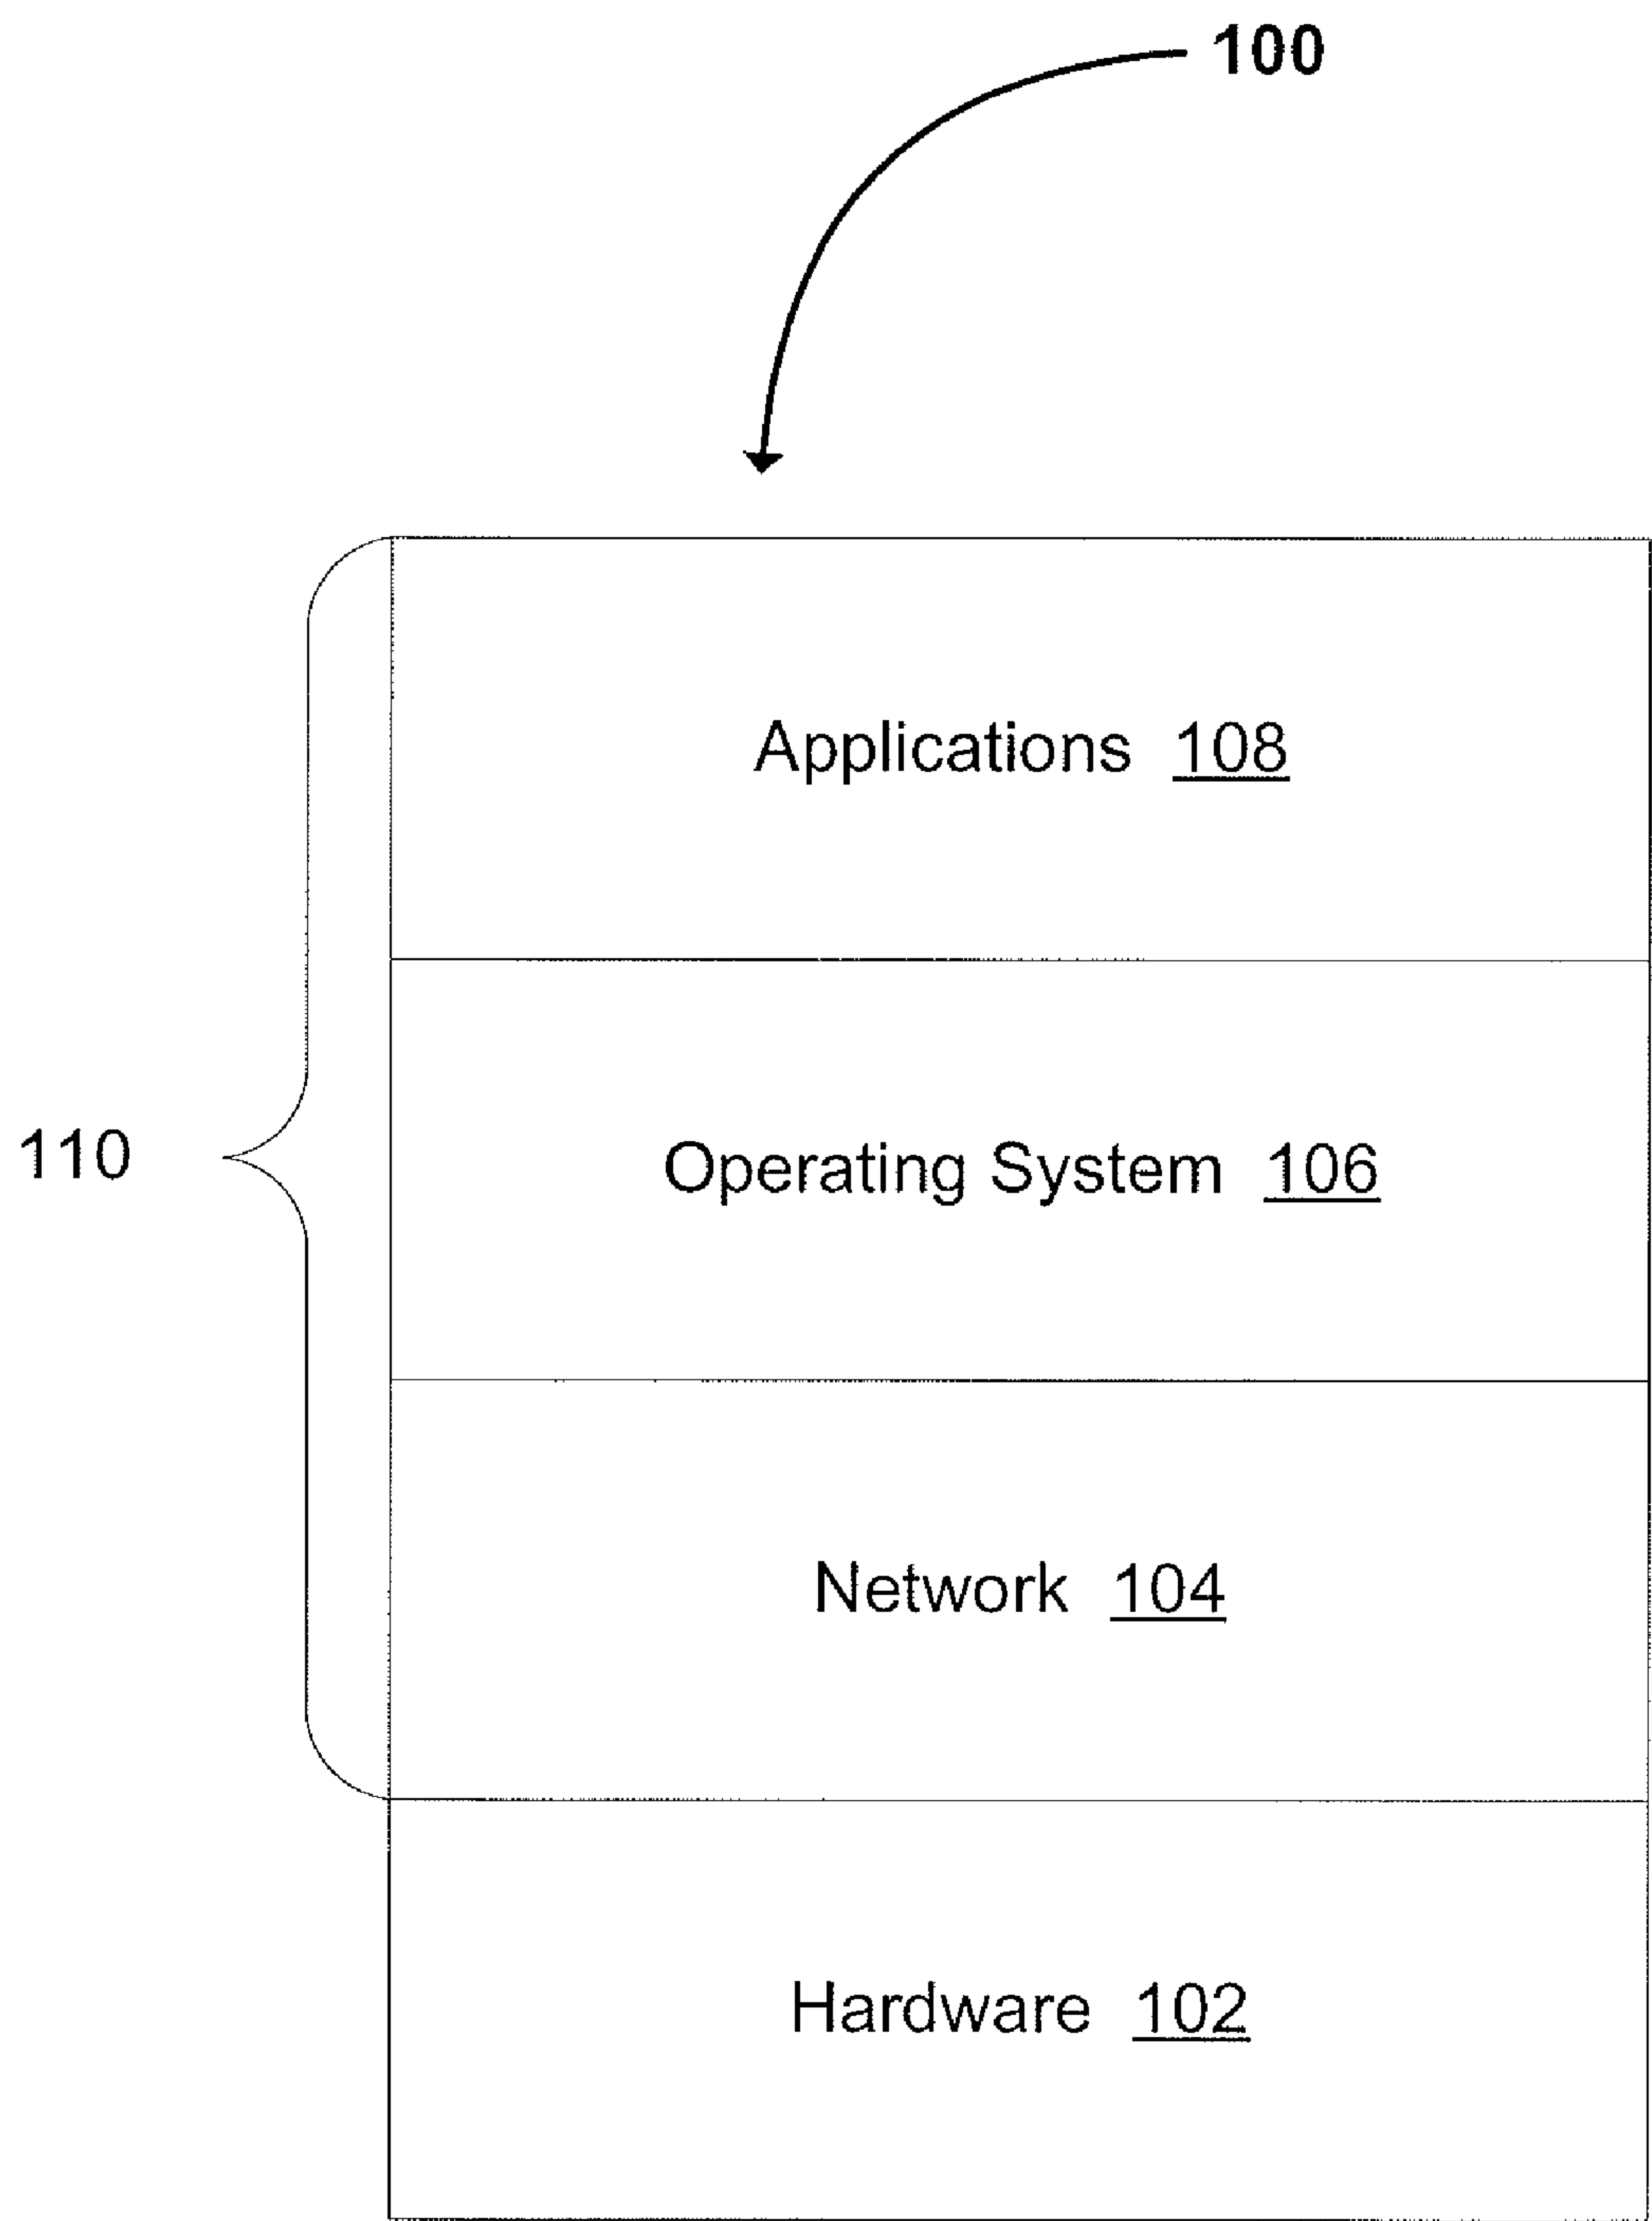 100
Applications 108
110
Operating System 106
Network 104
Hardware 102